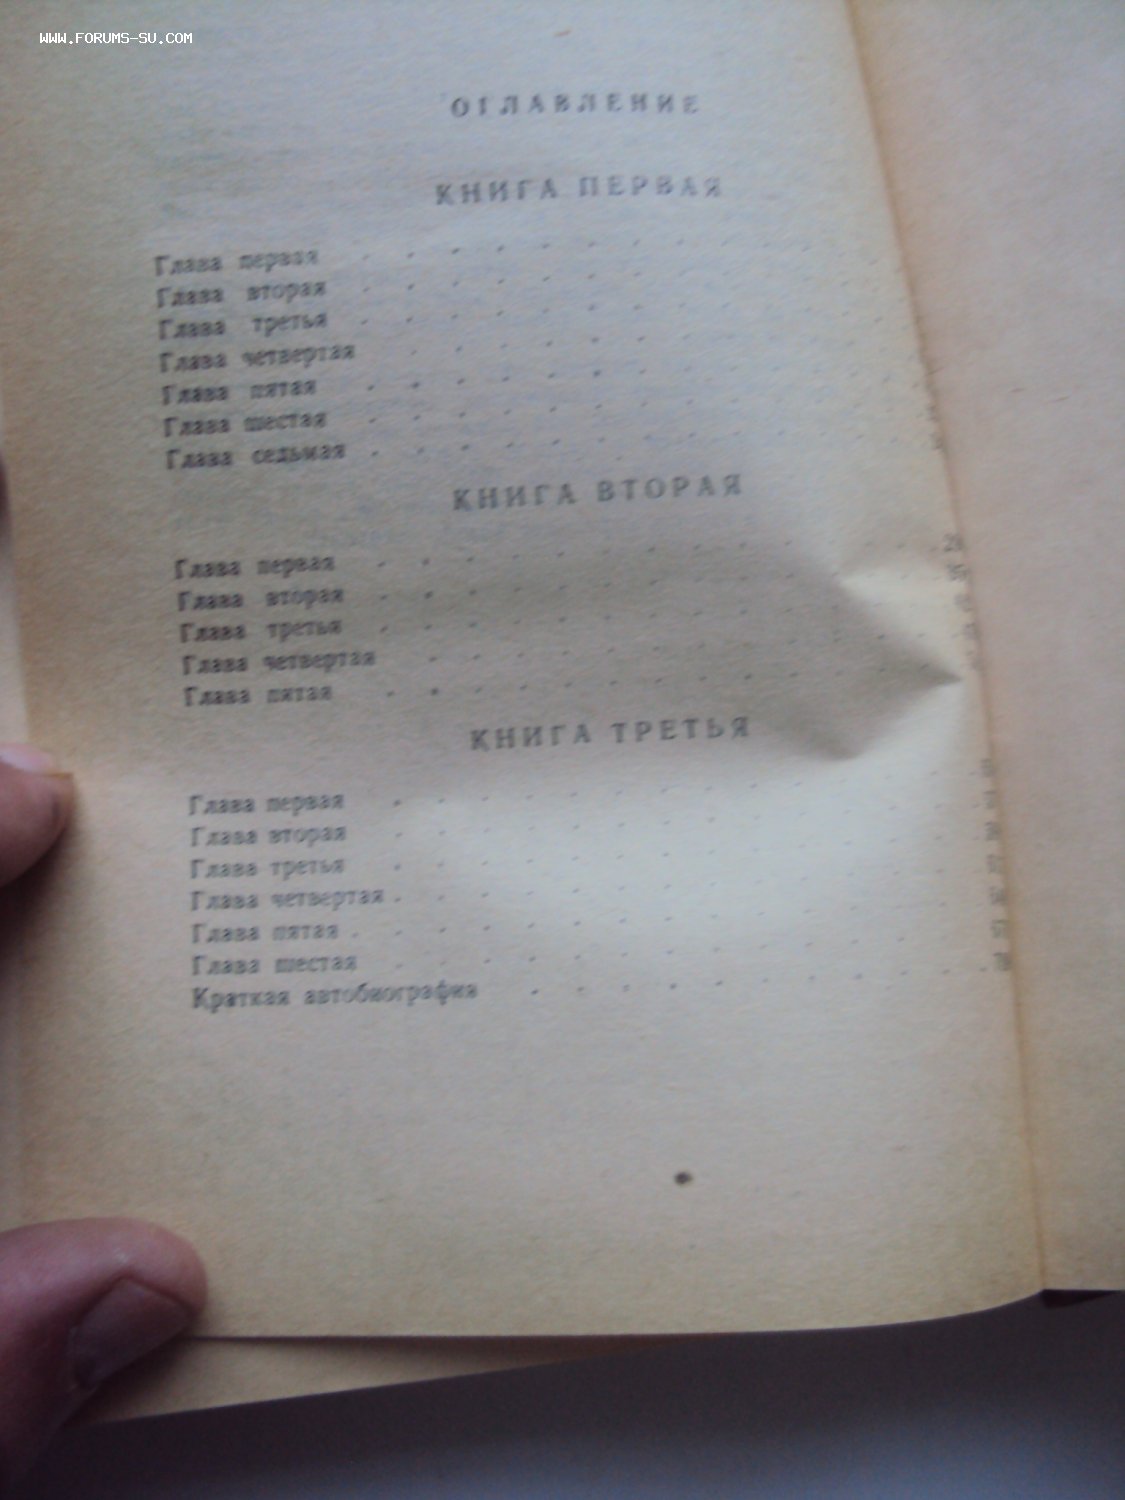 WWW.FORUMS-SU.COM
ОГЛАВЛЕНИЕ
КНИГА ПЕРВАЯ
Глава первая
Глава вторая
Глава третья
Глава четвертая
Глава пятая
Глава шестая
Глава седьмая
КНИГА ВТОРАЯ
Глава первая
Глава вторая
Глава третья
Глава четвертая
Глава пятая
КНИГА ТРЕТЬЯ
Глава первая
Глава вторая
Глава третья
Глава четвертая
Глава пятая
Глава шестая
Краткая автобиография